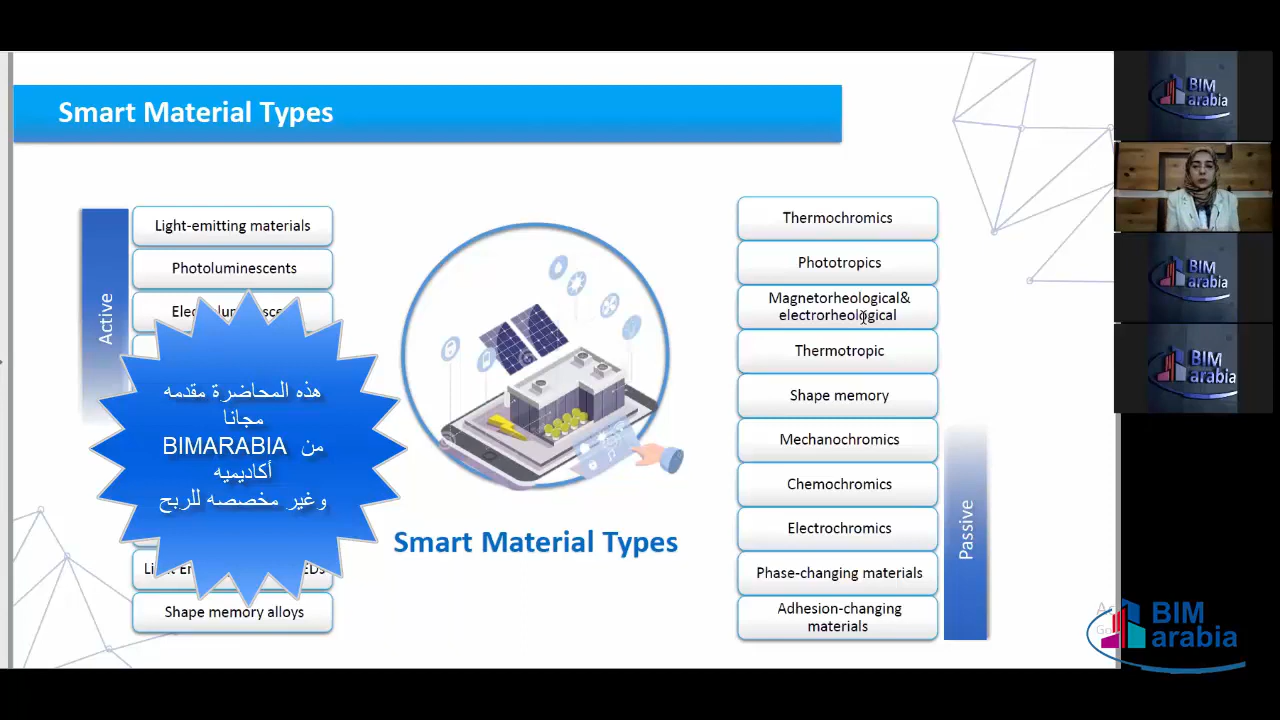 Smart Material Types
Active
Light-emitting materials
Photoluminescents
هذه المحاضرة مقدمه
مجانا
من BIMARABIA
أكاديميه
وغير مخصصه للربح
Shape memory alloys
Smart Material Types
Thermochromics
Phototropics
Magnetorheological&
electrorheological
Thermotropic
Shape memory
Mechanochromics
Chemochromics
Electrochromics
Phase-changing materials
Adhesion-changing
materials
Passive
BIM
arabia
BIM
arabia
BIM
arabia
BIM
arabia